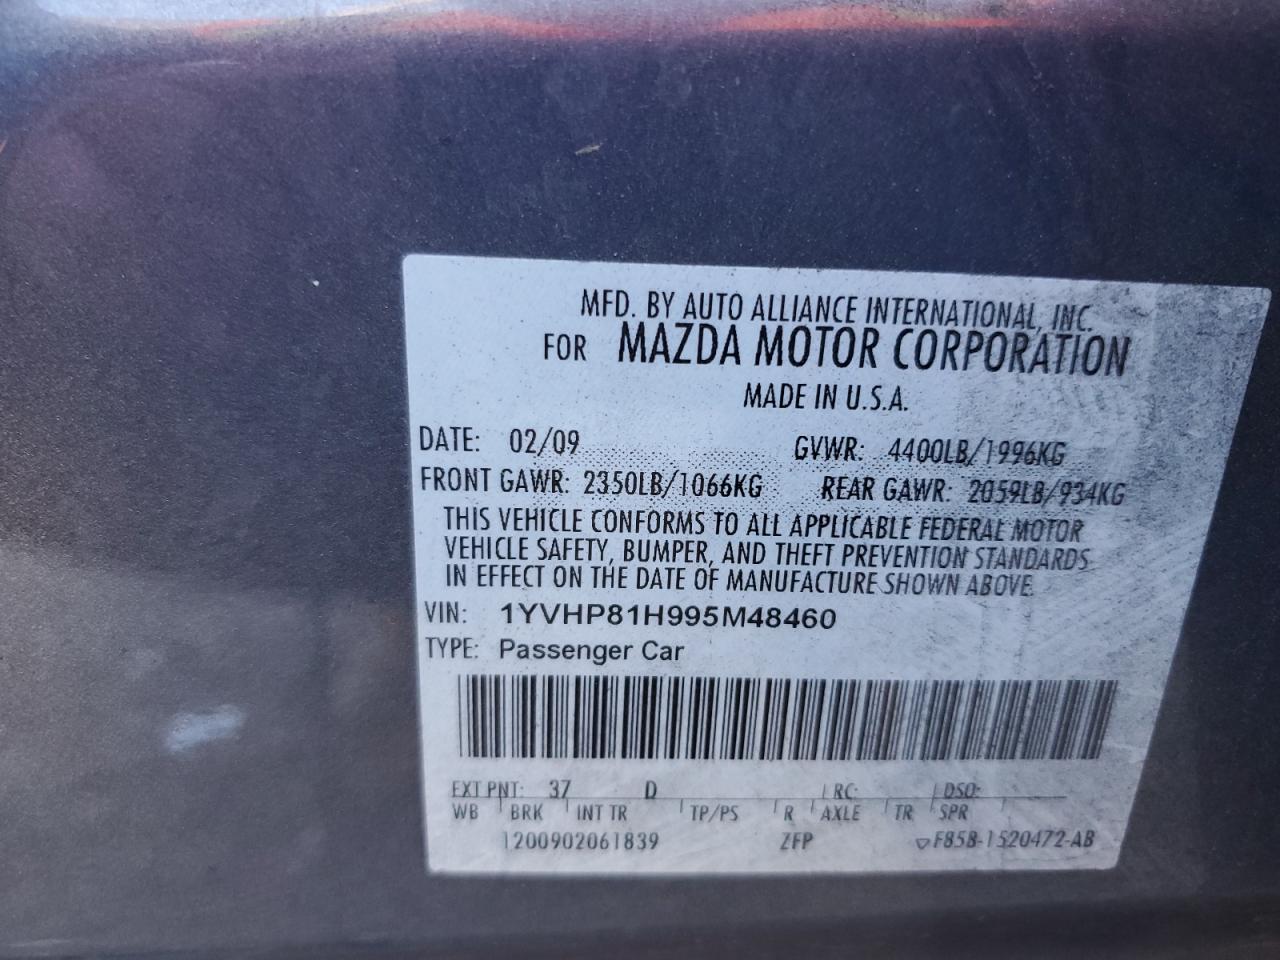 MFD. BY AUTO ALLIANCE INTERNATIONAL, INC.
FOR MAZDA MOTOR CORPORATION
MADE IN U.S.A.
DATE: 02/09 GVWR: 4400LB/1996KG
FRONT GAWR: 2350LB/1066KG REAR GAWR: 2059LB/934KG
THIS VEHICLE CONFORMS TO ALL APPLICABLE FEDERAL MOTOR
VEHICLE SAFETY, BUMPER, AND THEFT PREVENTION STANDARDS
IN EFFECT ON THE DATE OF MANUFACTURE SHOWN ABOVE.
VIN: 1YVHP81H995M48460
TYPE: Passenger Car
EXT PNT: 37 D RC: DSO:
WB BRK INT TR TP/PS R AXLE TR SPR
1200902061839 ZFP ▽F85B-1520472-AB